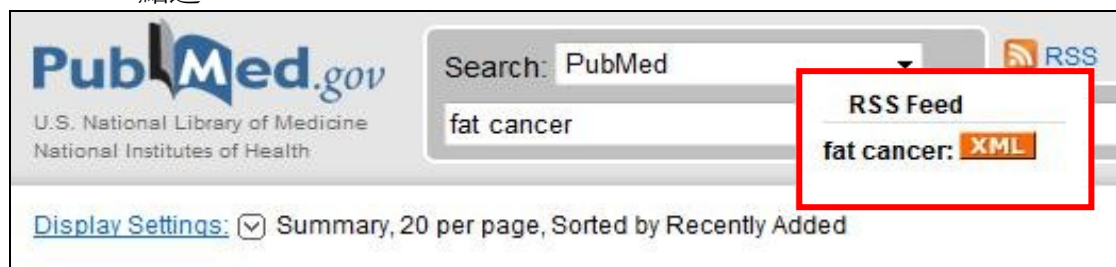 PubMed.gov
U.S. National Library of Medicine
National Institutes of Health
Search: PubMed
RSS
fat cancer
RSS Feed
fat cancer: XML
Display Settings: Summary, 20 per page, Sorted by Recently Added